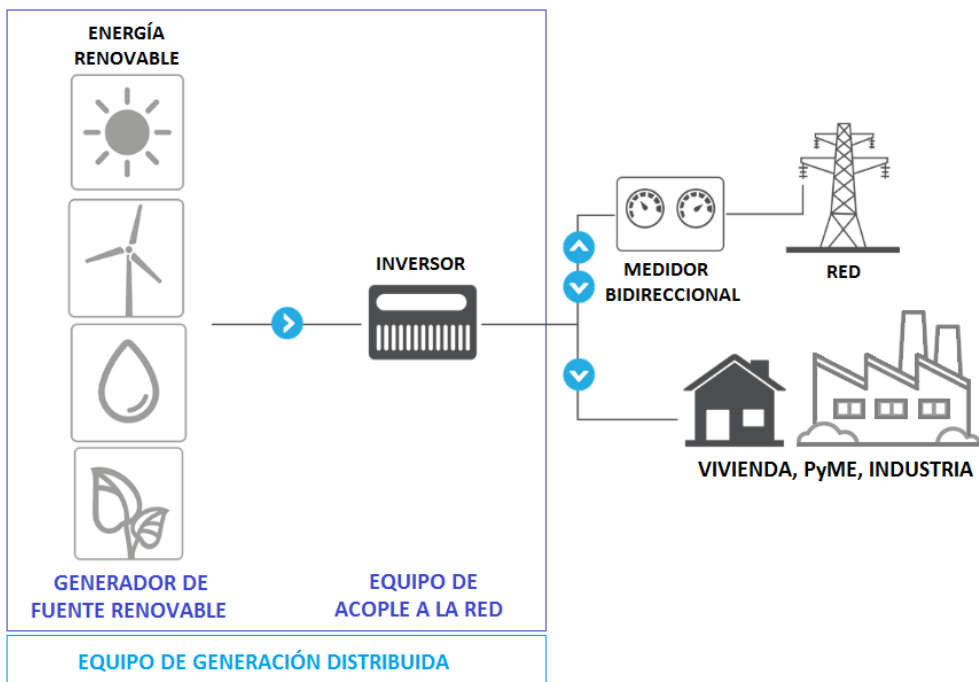 ENERGÍA
RENOVABLE
INVERSOR
MEDIDOR
BIDIRECCIONAL
RED
VIVIENDA, PyME, INDUSTRIA
GENERADOR DE
FUENTE RENOVABLE
EQUIPO DE
ACOPLE A LA RED
EQUIPO DE GENERACIÓN DISTRIBUIDA